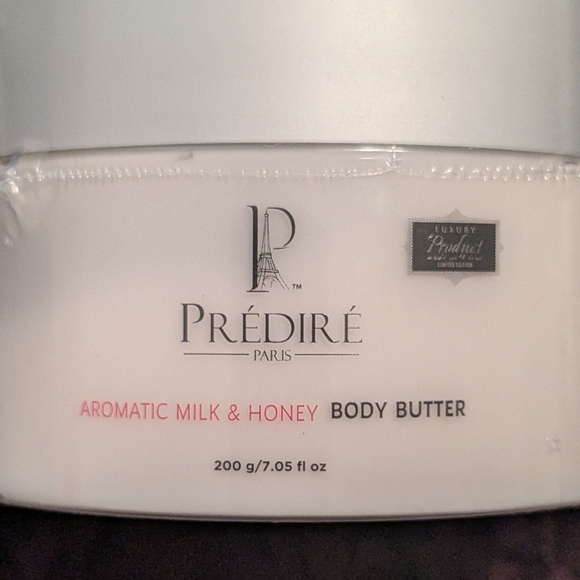 P
™
LUXURY
Product
LIMITED EDITION
PRÉDIRÉ
PARIS
AROMATIC MILK & HONEY BODY BUTTER
200 g/7.05 fl oz